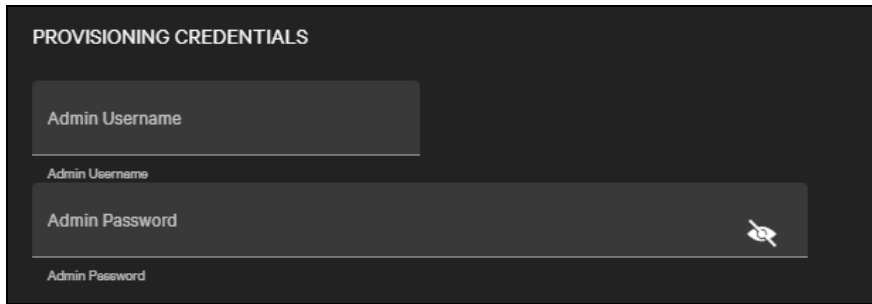 PROVISIONING CREDENTIALS
Admin Username
Admin Username
Admin Password
Admin Password